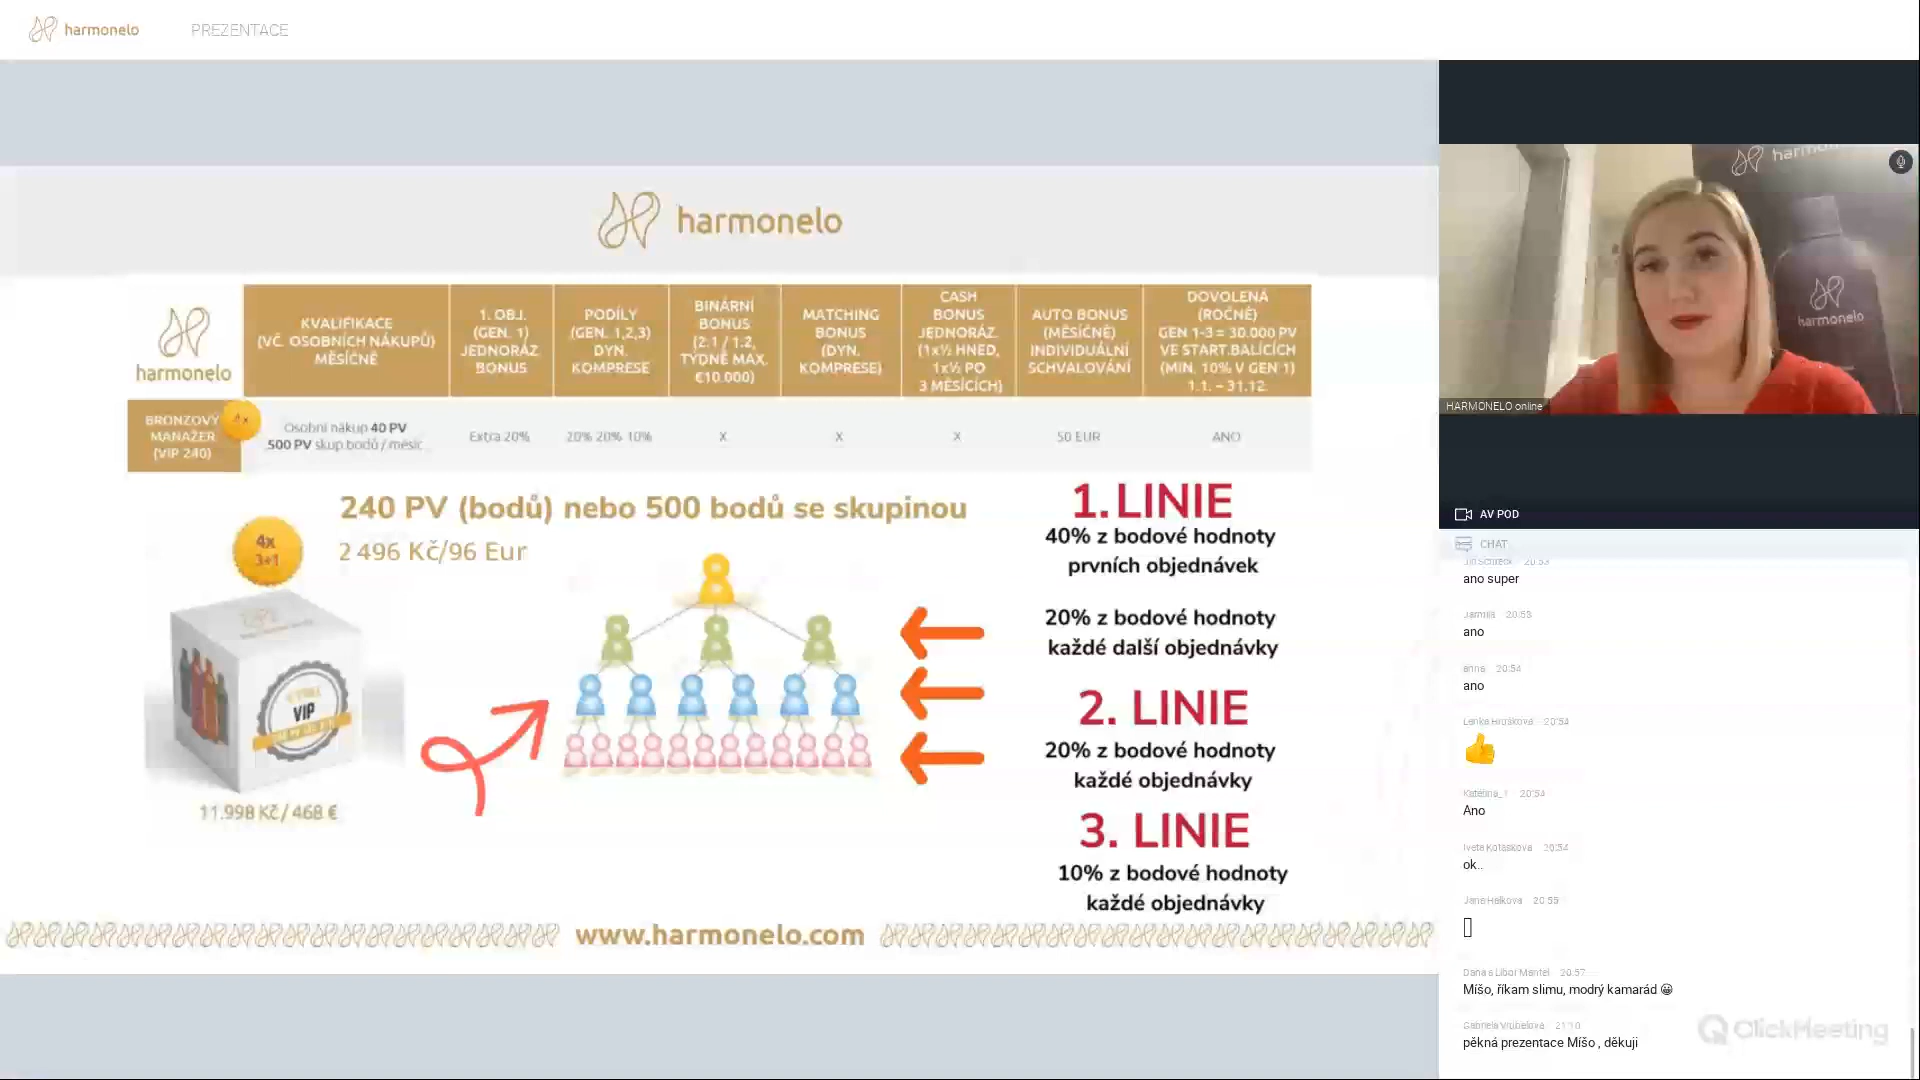 harmonelo
PREZENTACE
harmonelo
harmonelo
KVALIFIKACE
(VČ. OSOBNÍCH NÁKUPŮ)
MĚSÍČNĚ
1. OBJ.
(GEN. 1)
JEDNORÁZ.
BONUS
PODÍLY
(GEN. 1,2,3)
DYN.
KOMPRESE
BINÁRNÍ
BONUS
(2:1 / 1:2,
TÝDNĚ MAX.
€10.000)
MATCHING
BONUS
(DYN.
KOMPRESE)
CASH
BONUS
JEDNORÁZ.
(1x½ HNED,
1x½ PO
3 MĚSÍCÍCH)
AUTO BONUS
(MĚSÍČNĚ)
INDIVIDUÁLNÍ
SCHVALOVÁNÍ
DOVOLENÁ
(ROČNĚ)
GEN 1-3 = 30.000 PV
VE START.BALÍCÍCH
(MIN. 10% V GEN 1)
1.1. – 31.12.
BRONZOVÝ
MANAŽER
(VIP 240)
4x
Osobní nákup 40 PV
500 PV skup bodů / měsíc
Extra 20%
20% 20% 10%
X
X
X
50 EUR
ANO
240 PV (bodů) nebo 500 bodů se skupinou
2 496 Kč/96 Eur
4x
3+1
VIP
11.998 Kč / 468 €
1. LINIE
40% z bodové hodnoty
prvních objednávek
20% z bodové hodnoty
každé další objednávky
2. LINIE
20% z bodové hodnoty
každé objednávky
3. LINIE
10% z bodové hodnoty
každé objednávky
www.harmonelo.com
harmonelo
HARMONELO online
AV POD
CHAT
20:53
ano super
Jarmila 20:53
ano
anna 20:54
ano
Lenka Hrušková 20:54
👍
Kateřina_1 20:54
Ano
Iveta Kotásková 20:54
ok..
Jana Halkova 20:55
Dana s Libor Mantel 20:57
Míšo, říkam slimu, modrý kamarád 😀
Gabriela Vrubelová 21:10
pěkná prezentace Míšo , děkuji
ClickMeeting